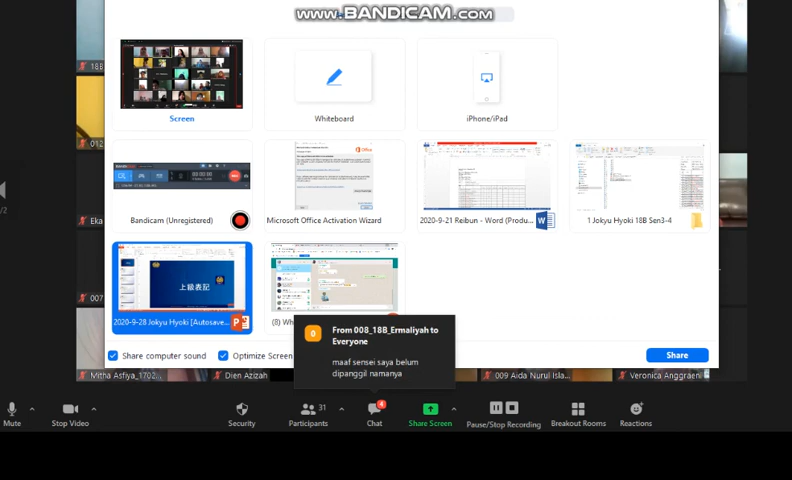 www.BANDICAM.com
Screen
Whiteboard
iPhone/iPad
Bandicam (Unregistered)
Microsoft Office Activation Wizard
2020-9-21 Reibun - Word (Produ...
1 Jokyu Hyoki 18B Sen3-4
上級表記
2020-9-28 Jokyu Hyoki [Autosave...
(8) Wh
From 008_18B_Ermaliyah to
Everyone
maaf sensei saya belum
dipanggil namanya
Share computer sound
Optimize Screen
Share
18B
012
Eka
007
/2
Mitha Asfiya_1702...
Dien Azizah
009 Aida Nurul Isla...
Veronica Anggraen
Mute
Stop Video
Security
31
Participants
4
Chat
Share Screen
Pause/Stop Recording
Breakout Rooms
Reactions